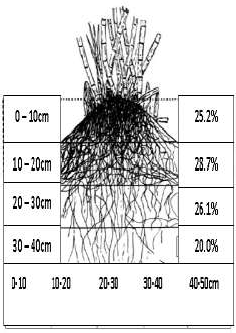 0 – 10cm 25.2%
10 – 20cm 28.7%
20 – 30cm 26.1%
30 – 40cm 20.0%
0-10 10-20 20-30 30-40 40-50cm